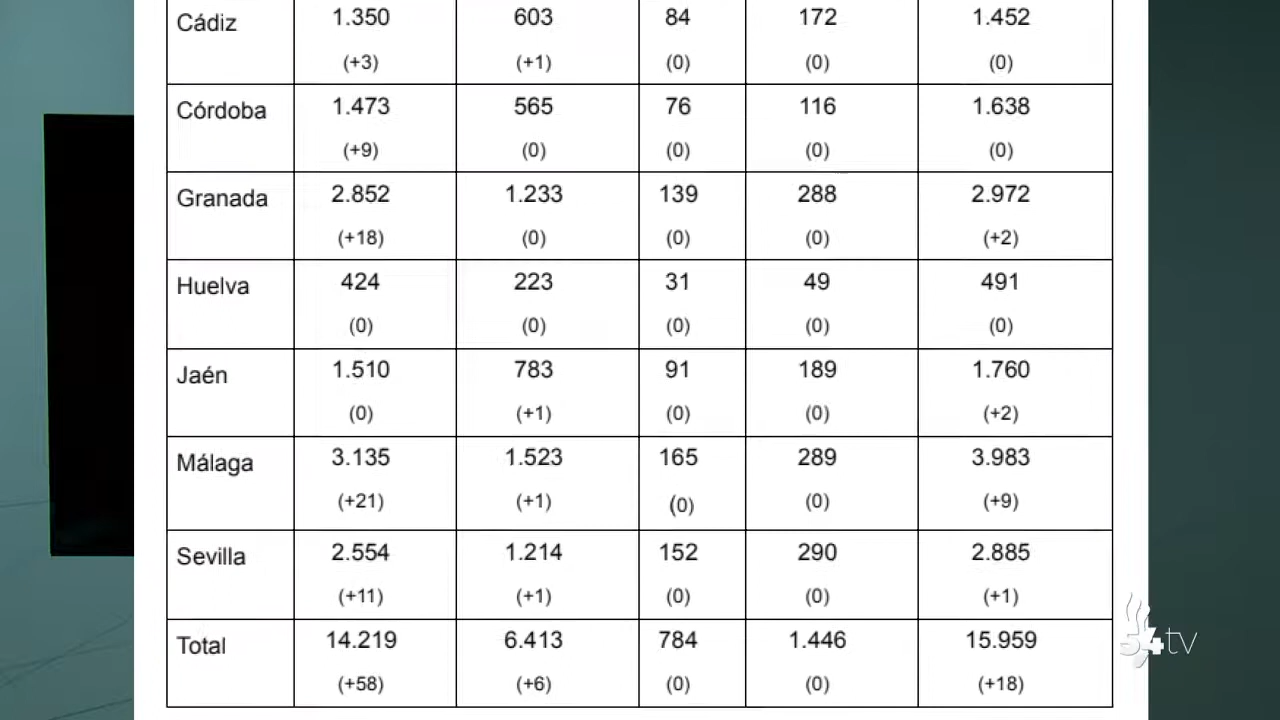 Cádiz 1.350 603 84 172 1.452
(+3) (+1) (0) (0) (0)
Córdoba 1.473 565 76 116 1.638
(+9) (0) (0) (0) (0)
Granada 2.852 1.233 139 288 2.972
(+18) (0) (0) (0) (+2)
Huelva 424 223 31 49 491
(0) (0) (0) (0) (0)
Jaén 1.510 783 91 189 1.760
(0) (+1) (0) (0) (+2)
Málaga 3.135 1.523 165 289 3.983
(+21) (+1) (0) (0) (+9)
Sevilla 2.554 1.214 152 290 2.885
(+11) (+1) (0) (0) (+1)
Total 14.219 6.413 784 1.446 15.959
(+58) (+6) (0) (0) (+18)
54tv